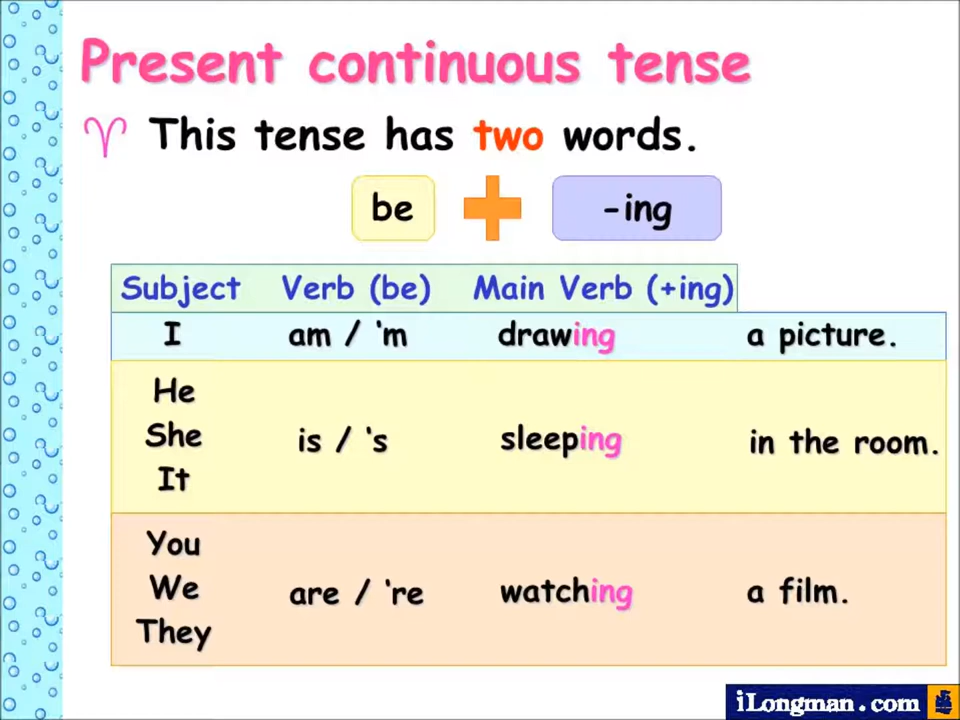 Present continuous tense
♈ This tense has two words.
be + -ing
Subject Verb (be) Main Verb (+ing)
I am / ‘m drawing a picture.
He
She
It
is / ‘s sleeping in the room.
You
We
They
are / ‘re watching a film.
iLongman.com